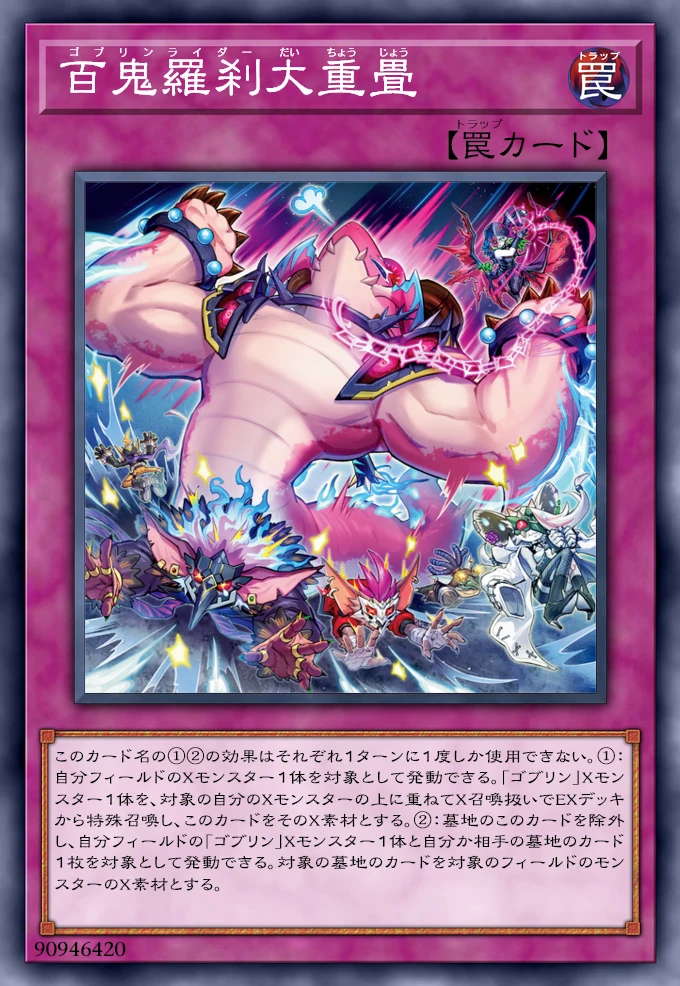 ゴブリンライダー だい ちょう じょう
百鬼羅刹大重畳
トラップ
罠
トラップ
【罠カード】
このカード名の①②の効果はそれぞれ1ターンに1度しか使用できない。①:
自分フィールドのXモンスター1体を対象として発動できる。「ゴブリン」Xモン
スター1体を、対象の自分のXモンスターの上に重ねてX召喚扱いでEXデッキ
から特殊召喚し、このカードをそのX素材とする。②:墓地のこのカードを除外
し、自分フィールドの「ゴブリン」Xモンスター1体と自分か相手の墓地のカード
1枚を対象として発動できる。対象の墓地のカードを対象のフィールドのモン
スターのX素材とする。
90946420